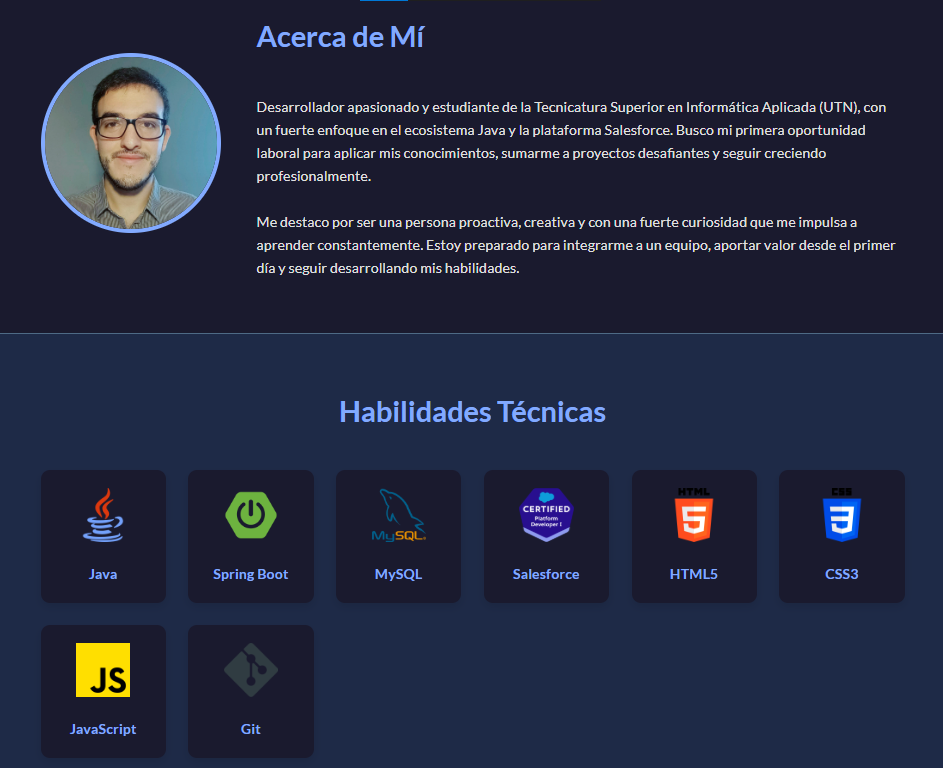 Acerca de Mí
Desarrollador apasionado y estudiante de la Tecnicatura Superior en Informática Aplicada (UTN), con
un fuerte enfoque en el ecosistema Java y la plataforma Salesforce. Busco mi primera oportunidad
laboral para aplicar mis conocimientos, sumarme a proyectos desafiantes y seguir creciendo
profesionalmente.
Me destaco por ser una persona proactiva, creativa y con una fuerte curiosidad que me impulsa a
aprender constantemente. Estoy preparado para integrarme a un equipo, aportar valor desde el primer
día y seguir desarrollando mis habilidades.
Habilidades Técnicas
MySQL.
CERTIFIED
Platform
Developer I
HTML
5
CSS
3
Java
Spring Boot
MySQL
Salesforce
HTML5
CSS3
JS
JavaScript
Git